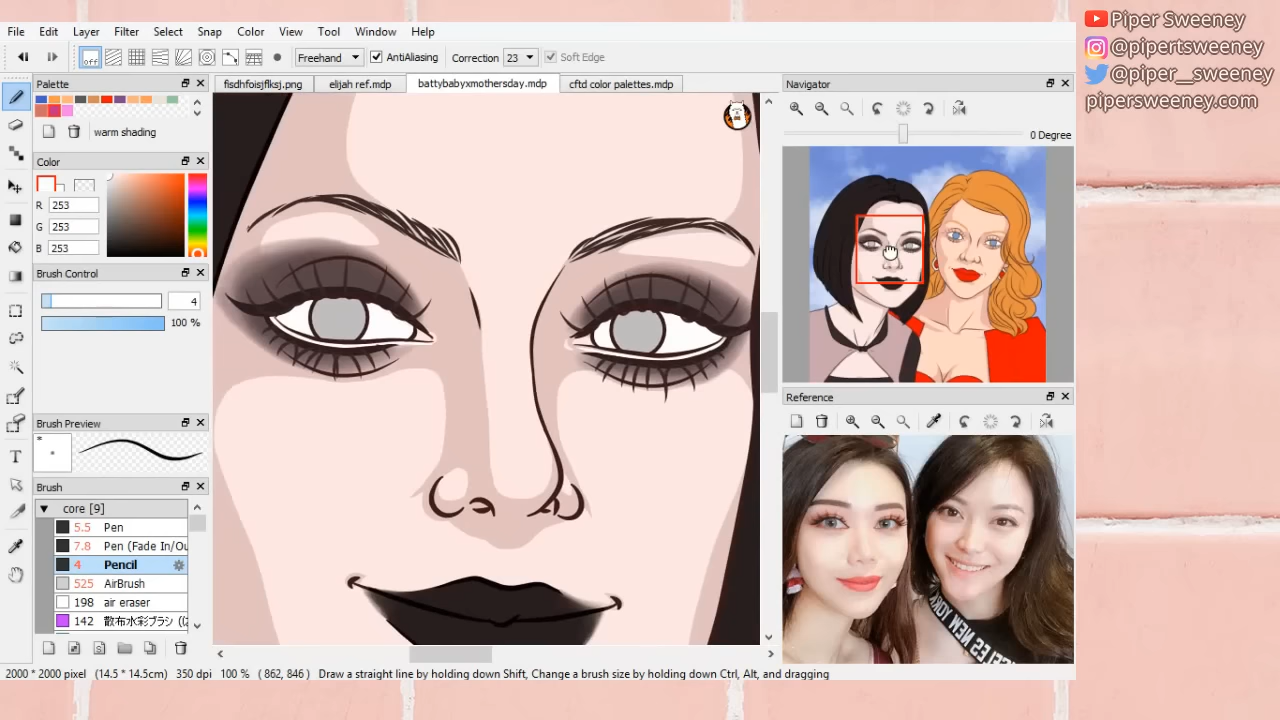 Piper Sweeney
@pipertsweeney
@piper__sweeney
pipersweeney.com
File Edit Layer Filter Select Snap Color View Tool Window Help
off Freehand AntiAliasing Correction 23 Soft Edge
Palette
fisdhfoisjflksj.png elijah ref.mdp battybabyxmothersday.mdp cftd color palettes.mdp
Navigator
warm shading
0 Degree
Color
R 253
G 253
B 253
Brush Control
4
100 %
Reference
Brush Preview
Brush
core [9]
5.5 Pen
7.8 Pen (Fade In/Ou
4 Pencil
525 AirBrush
198 air eraser
142 散布水彩ブラシ
NEW YORK
2000 * 2000 pixel (14.5 * 14.5cm) 350 dpi 100 % ( 862, 846 ) Draw a straight line by holding down Shift, Change a brush size by holding down Ctrl, Alt, and dragging